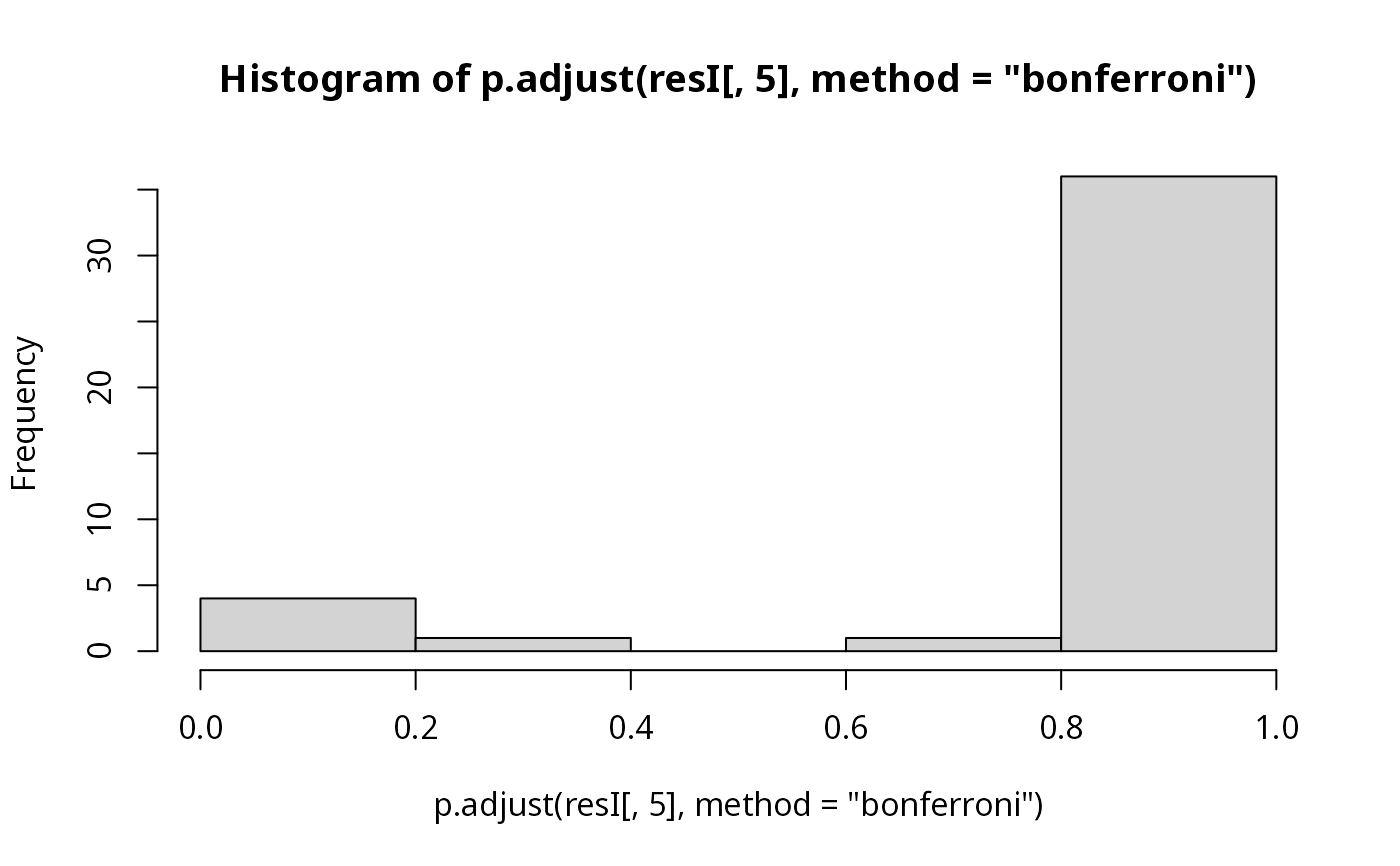 Histogram of p.adjust(resI[, 5], method = "bonferroni")
Frequency
30
20
10
5
0
0.0 0.2 0.4 0.6 0.8 1.0
p.adjust(resI[, 5], method = "bonferroni")